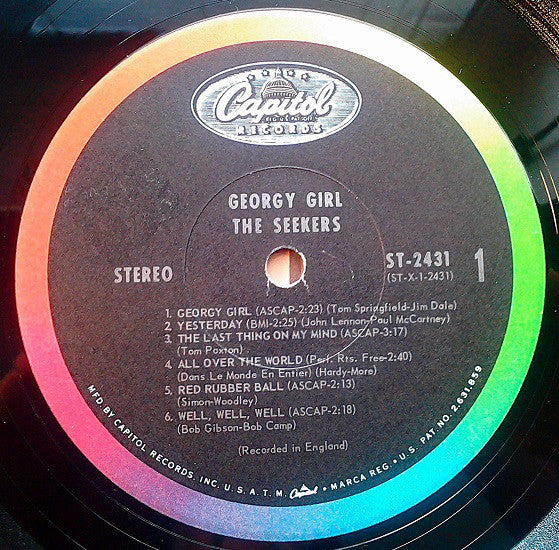 Capitol
REG. U.S. PAT. OFF.
RECORDS
GEORGY GIRL
THE SEEKERS
STEREO
ST-2431
(ST-X-1-2431)
1
1. GEORGY GIRL (ASCAP-2:23) (Tom Springfield-Jim Dale)
2. YESTERDAY (BMI-2:25) (John Lennon-Paul McCartney)
3. THE LAST THING ON MY MIND (ASCAP-3:17)
(Tom Paxton)
4. ALL OVER THE WORLD (Perf. Rts. Free-2:40)
(Dans Le Monde En Entier) (Hardy-More)
5. RED RUBBER BALL (ASCAP-2:13)
(Simon-Woodley)
6. WELL, WELL, WELL (ASCAP-2:18)
(Bob Gibson-Bob Camp)
(Recorded in England)
MFD. BY CAPITOL RECORDS, INC. U.S.A. T.M. Capitol • MARCA REG. • U.S. PAT. NO. 2,631,859